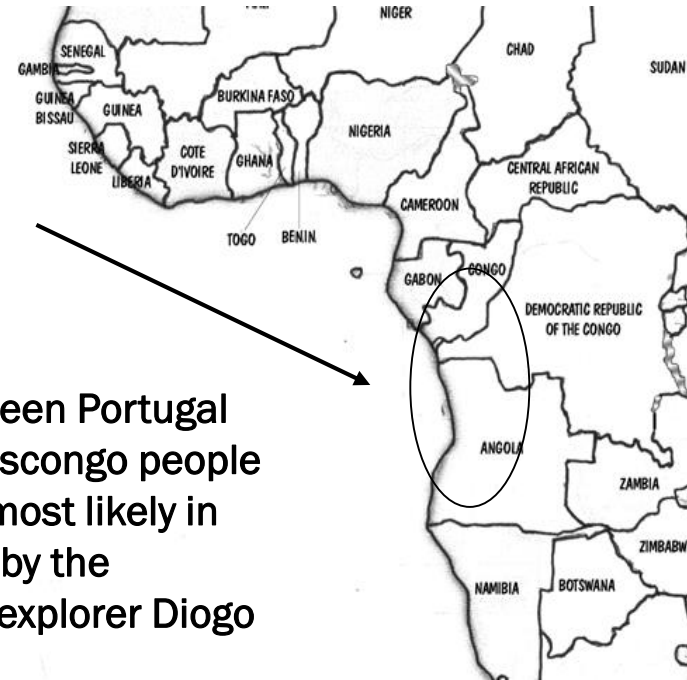 NIGER
CHAD
SUDAN
SENEGAL
GAMBIA
GUINEA
BISSAU
GUINEA
BURKINA FASO
NIGERIA
SIERRA
LEONE
COTE
D'IVOIRE
GHANA
LIBERIA
CENTRAL AFRICAN
REPUBLIC
CAMEROON
TOGO
BENIN
GABON
CONGO
DEMOCRATIC REPUBLIC
OF THE CONGO
een Portugal
scongo people
most likely in
by the
explorer Diogo
ANGOLA
ZAMBIA
ZIMBABW
NAMIBIA
BOTSWANA